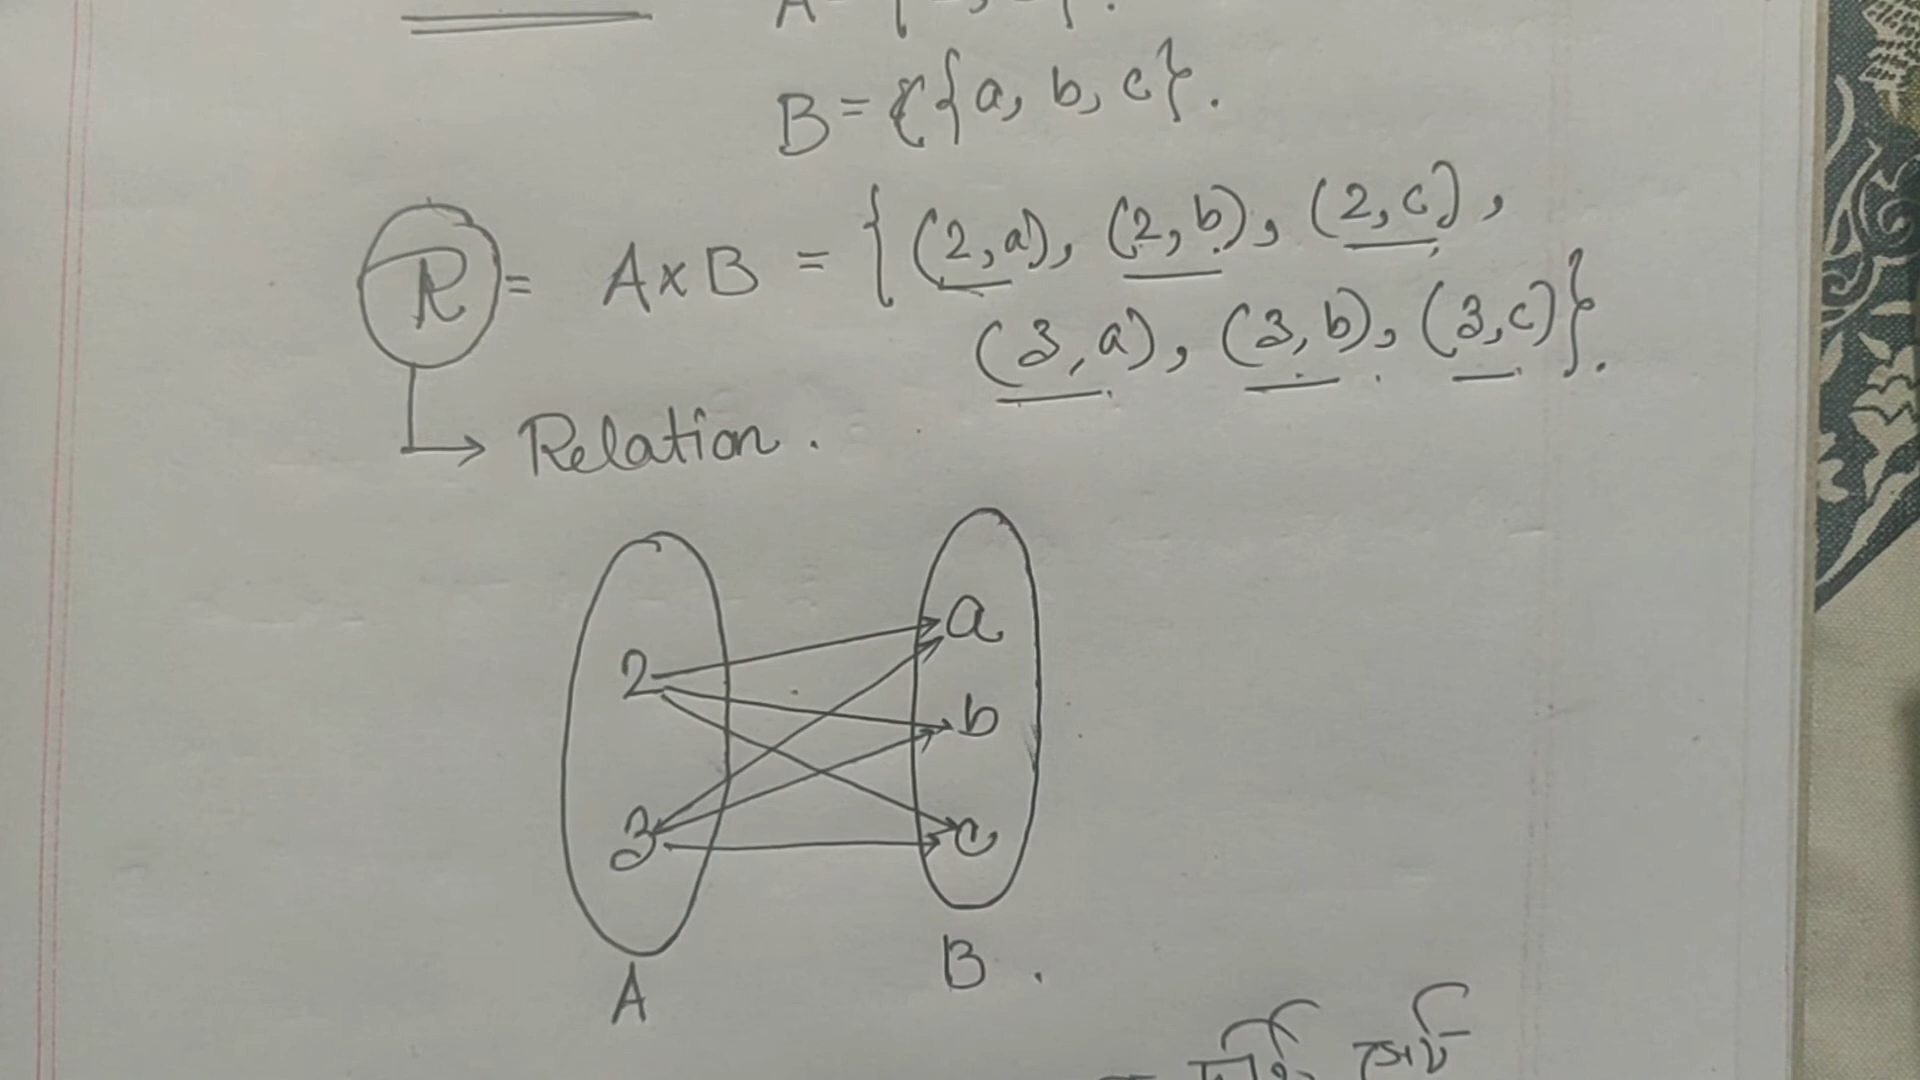 B = {a, b, c}.
R = A×B = {(2,a), (2,b), (2,c),
(3,a), (3,b), (3,c)}.
Relation.
2
3
a
b
c
A
B.